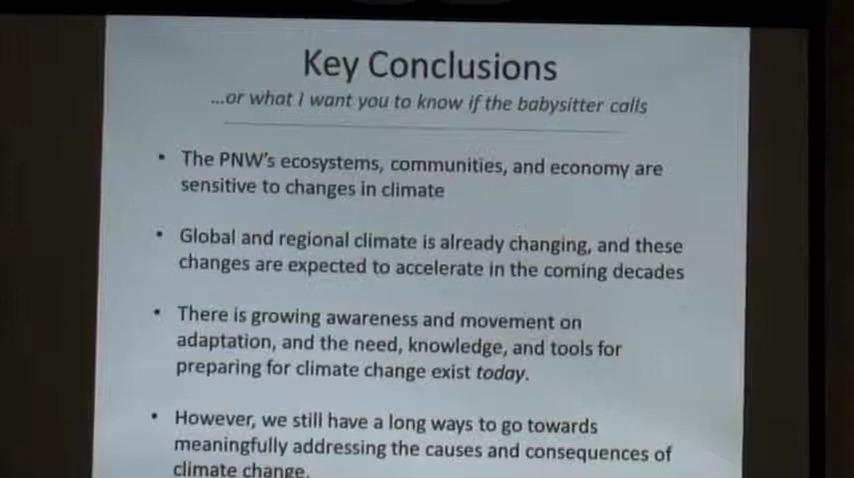 Key Conclusions
...or what I want you to know if the babysitter calls
• The PNW's ecosystems, communities, and economy are
sensitive to changes in climate
• Global and regional climate is already changing, and these
changes are expected to accelerate in the coming decades
• There is growing awareness and movement on
adaptation, and the need, knowledge, and tools for
preparing for climate change exist today.
• However, we still have a long ways to go towards
meaningfully addressing the causes and consequences of
climate change.